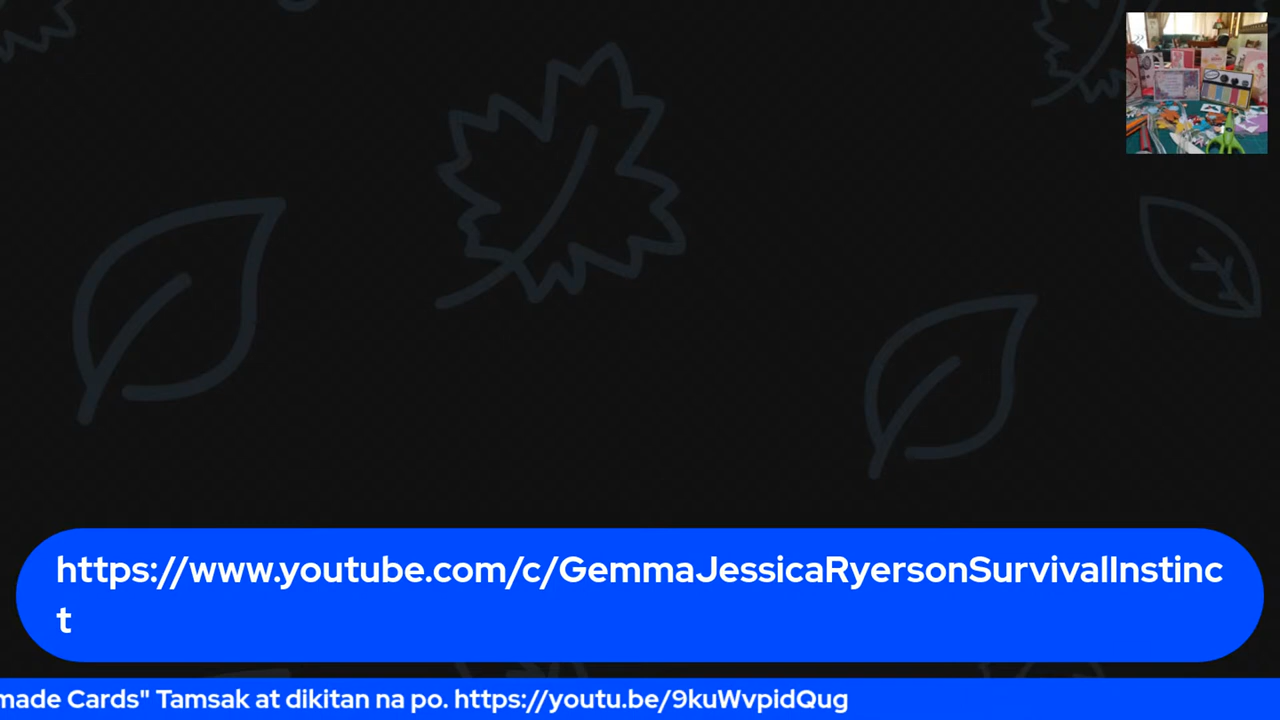 https://www.youtube.com/c/GemmaJessicaRyersonSurvivalInstinc
t
made Cards" Tamsak at dikitan na po. https://youtu.be/9kuWvpidQug